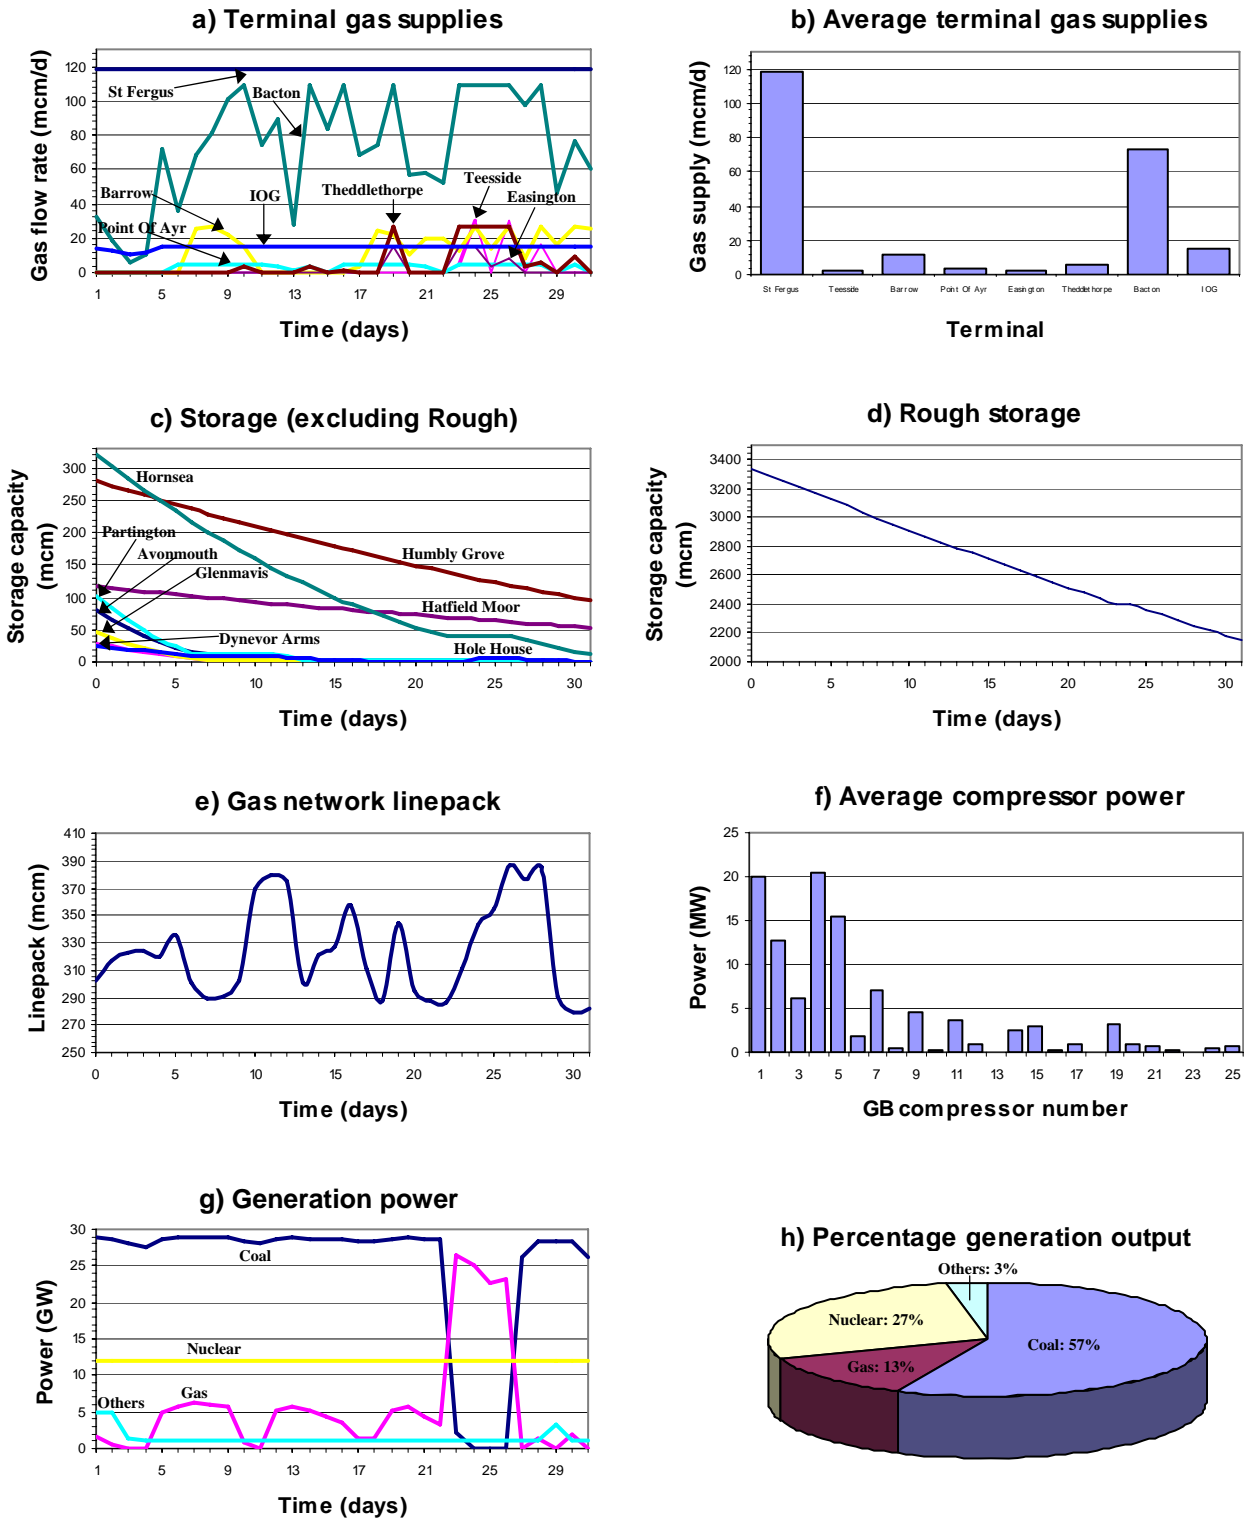 a) Terminal gas supplies
Gas flow rate (mcm/d)
120
100
80
60
40
20
0
St Fergus
Bacton
Barrow
IOG
Theddlethorpe
Teesside
Easington
Point Of Ayr
1 5 9 13 17 21 25 29
Time (days)
b) Average terminal gas supplies
Gas supply (mcm/d)
120
100
80
60
40
20
0
St Fergus Teesside Barrow Point Of Ayr Easington Theddlethorpe Bacton IOG
Terminal
c) Storage (excluding Rough)
Storage capacity
(mcm)
300
250
200
150
100
50
0
Hornsea
Partington
Avonmouth
Glenmavis
Humbly Grove
Hatfield Moor
Dynevor Arms
Hole House
0 5 10 15 20 25 30
Time (days)
d) Rough storage
Storage capacity
(mcm)
3400
3200
3000
2800
2600
2400
2200
2000
0 5 10 15 20 25 30
Time (days)
e) Gas network linepack
Linepack (mcm)
410
390
370
350
330
310
290
270
250
0 5 10 15 20 25 30
Time (days)
f) Average compressor power
Power (MW)
25
20
15
10
5
0
1 3 5 7 9 11 13 15 17 19 21 23 25
GB compressor number
g) Generation power
Power (GW)
30
25
20
15
10
5
0
Coal
Nuclear
Others
Gas
1 5 9 13 17 21 25 29
Time (days)
h) Percentage generation output
Others: 3%
Nuclear: 27%
Coal: 57%
Gas: 13%